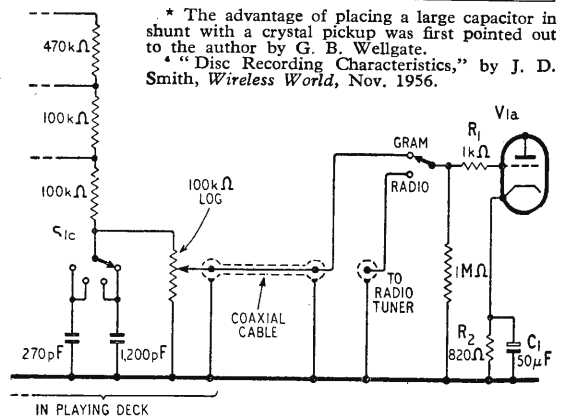 * The advantage of placing a large capacitor in
shunt with a crystal pickup was first pointed out
to the author by G. B. Wellgate.
⁴ “ Disc Recording Characteristics,” by J. D.
Smith, Wireless World, Nov. 1956.
470kΩ
100kΩ
100kΩ
S1c
100kΩ
LOG
GRAM
RADIO
R1
1kΩ
V1a
COAXIAL
CABLE
TO
RADIO
TUNER
1MΩ
270pF
1,200pF
R2
820Ω
C1
50μF
IN PLAYING DECK